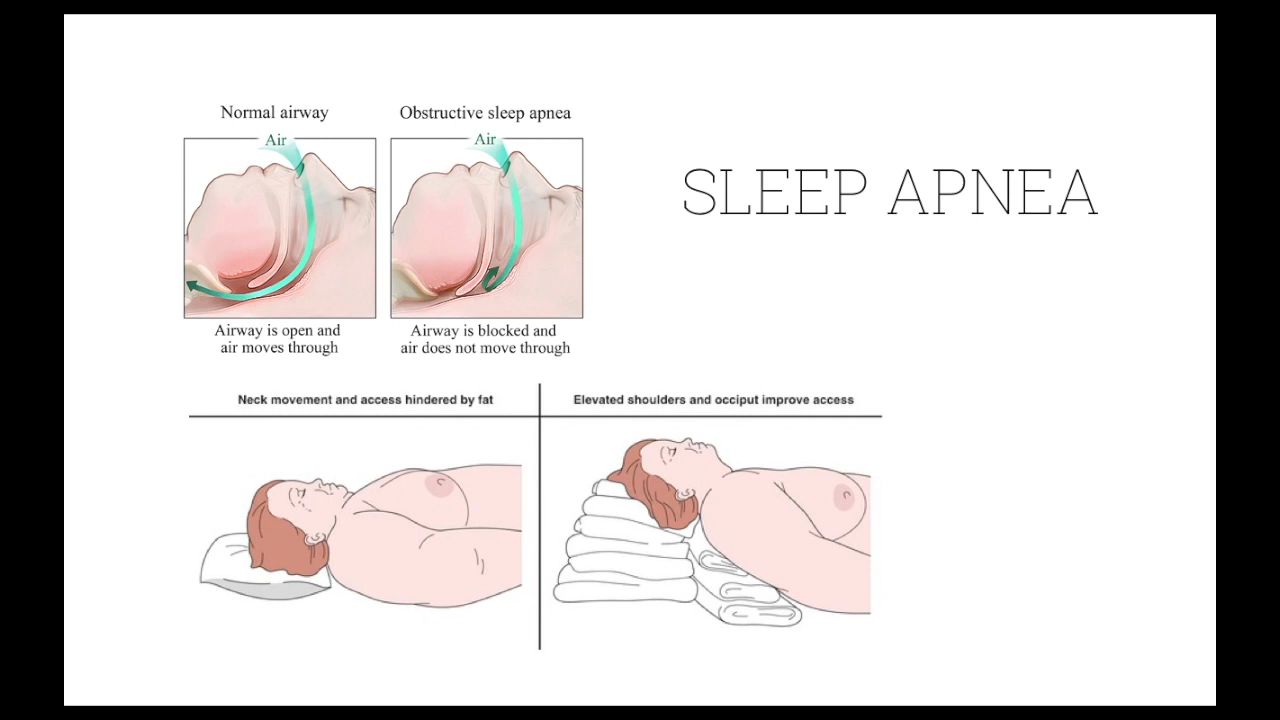 Normal airway
Obstructive sleep apnea
Air
Air
Airway is open and
air moves through
Airway is blocked and
air does not move through
SLEEP APNEA
Neck movement and access hindered by fat
Elevated shoulders and occiput improve access